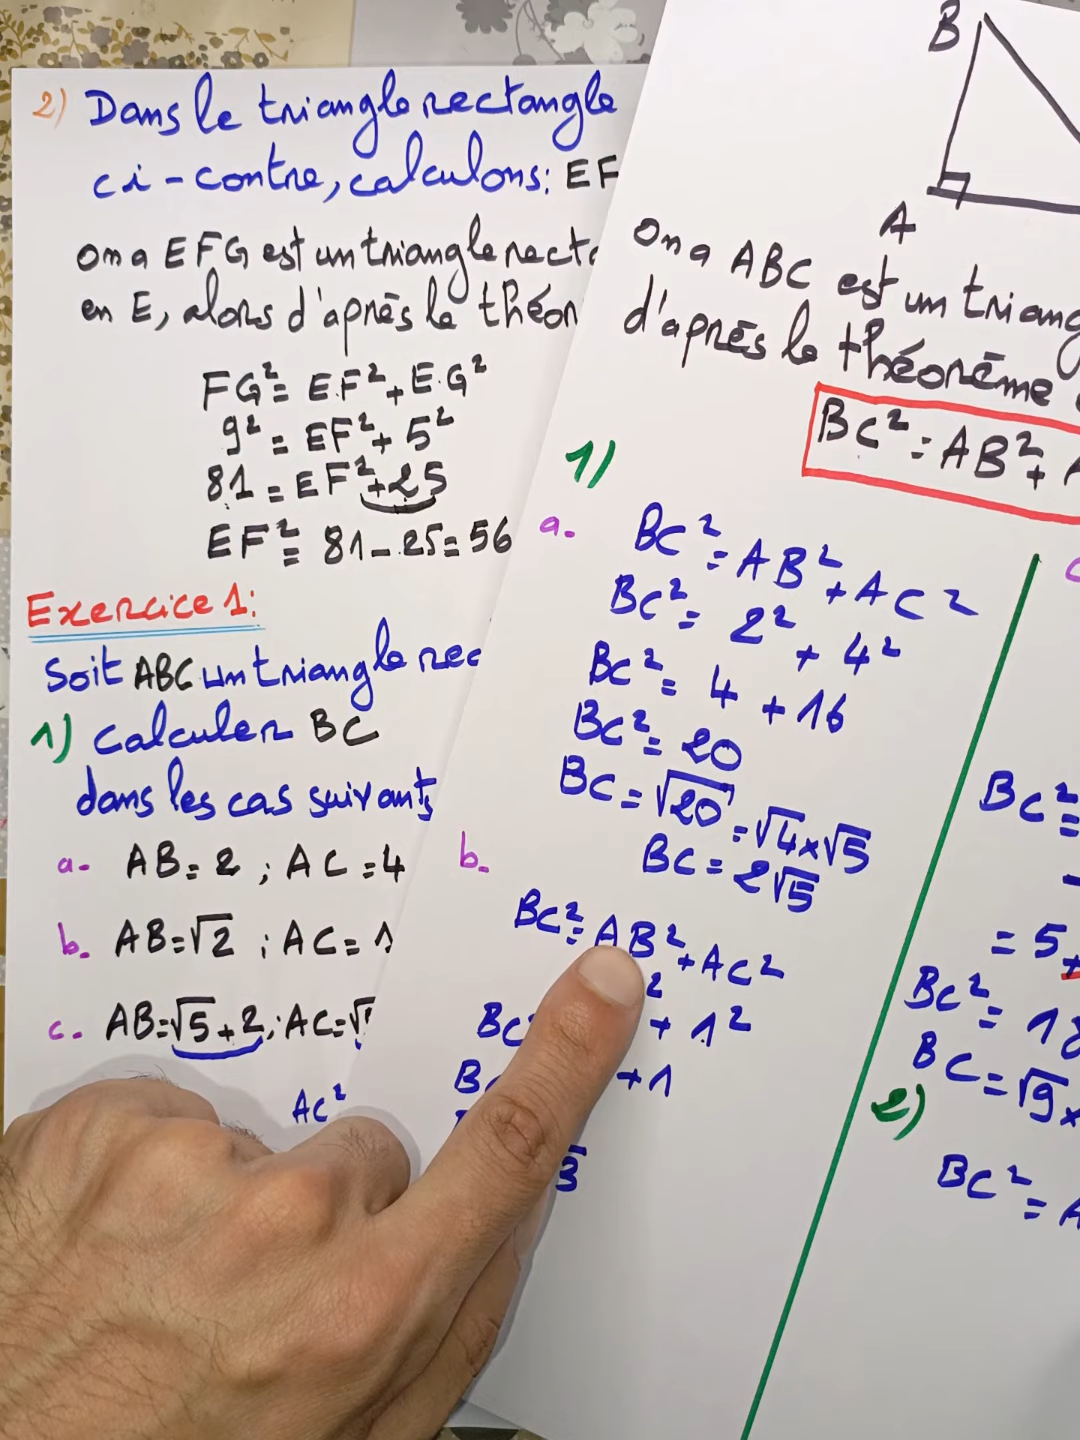 2) Dans le triangle rectangle
ci-contre, calculons: EF
on a EFG est un triangle recta
en E, alors d'après le théor
FG² = EF² + EG²
9² = EF² + 5²
81 = EF² + 25
EF² = 81 - 25 = 56
Exercice 1:
Soit ABC un triangle rec
1) Calculer BC
dans les cas suivants
a. AB = 2 ; AC = 4
b. AB = √2 ; AC = 1
c. AB = √5 + 2 ; AC = √
AC²
B
A
on a ABC est un triang
d'après le théorème
BC² = AB² +
1)
a. BC² = AB² + AC²
BC² = 2² + 4²
BC² = 4 + 16
BC² = 20
BC = √20 = √4 × √5
BC = 2√5
b.
BC² = AB² + AC²
BC² + 1²
B + 1
3
BC² =
-
= 5 +
BC² = 18
BC = √9 ×
2)
BC² = A